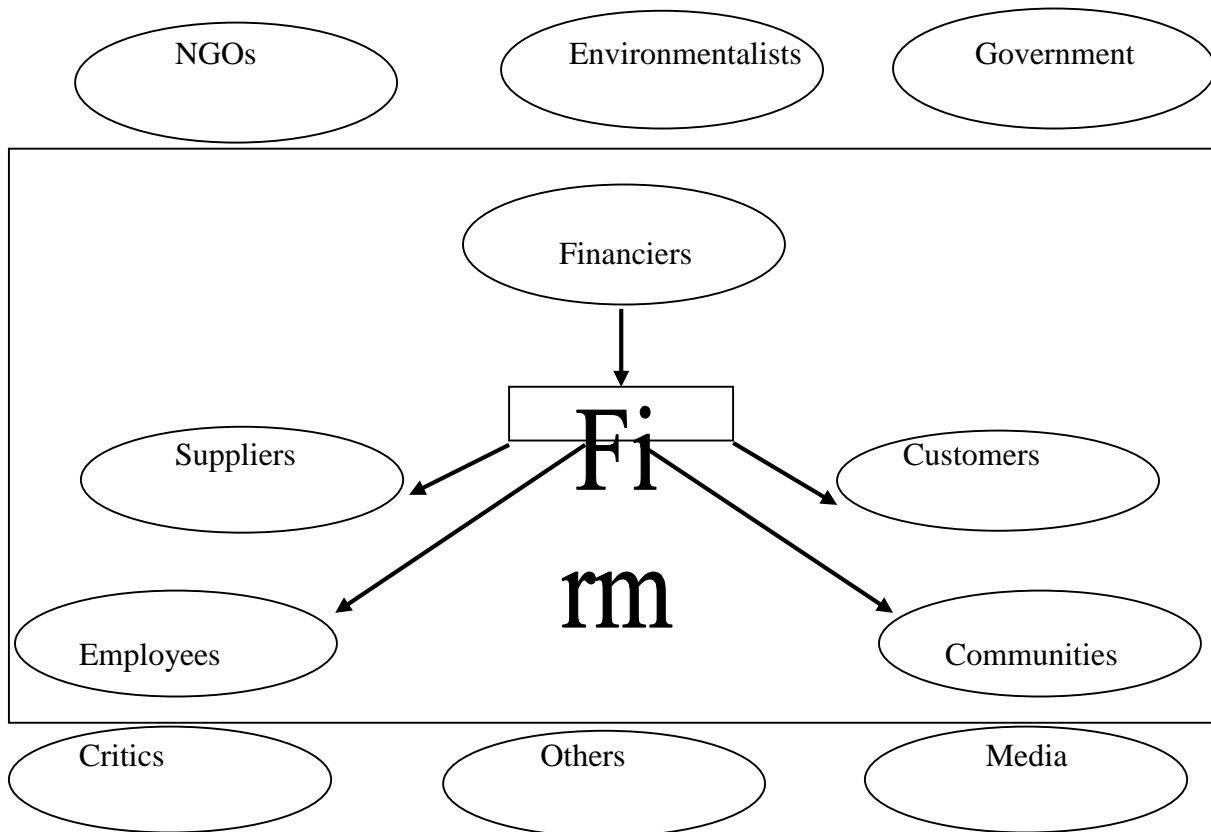 NGOs
Environmentalists
Government
Financiers
Fi
rm
Suppliers
Customers
Employees
Communities
Critics
Others
Media